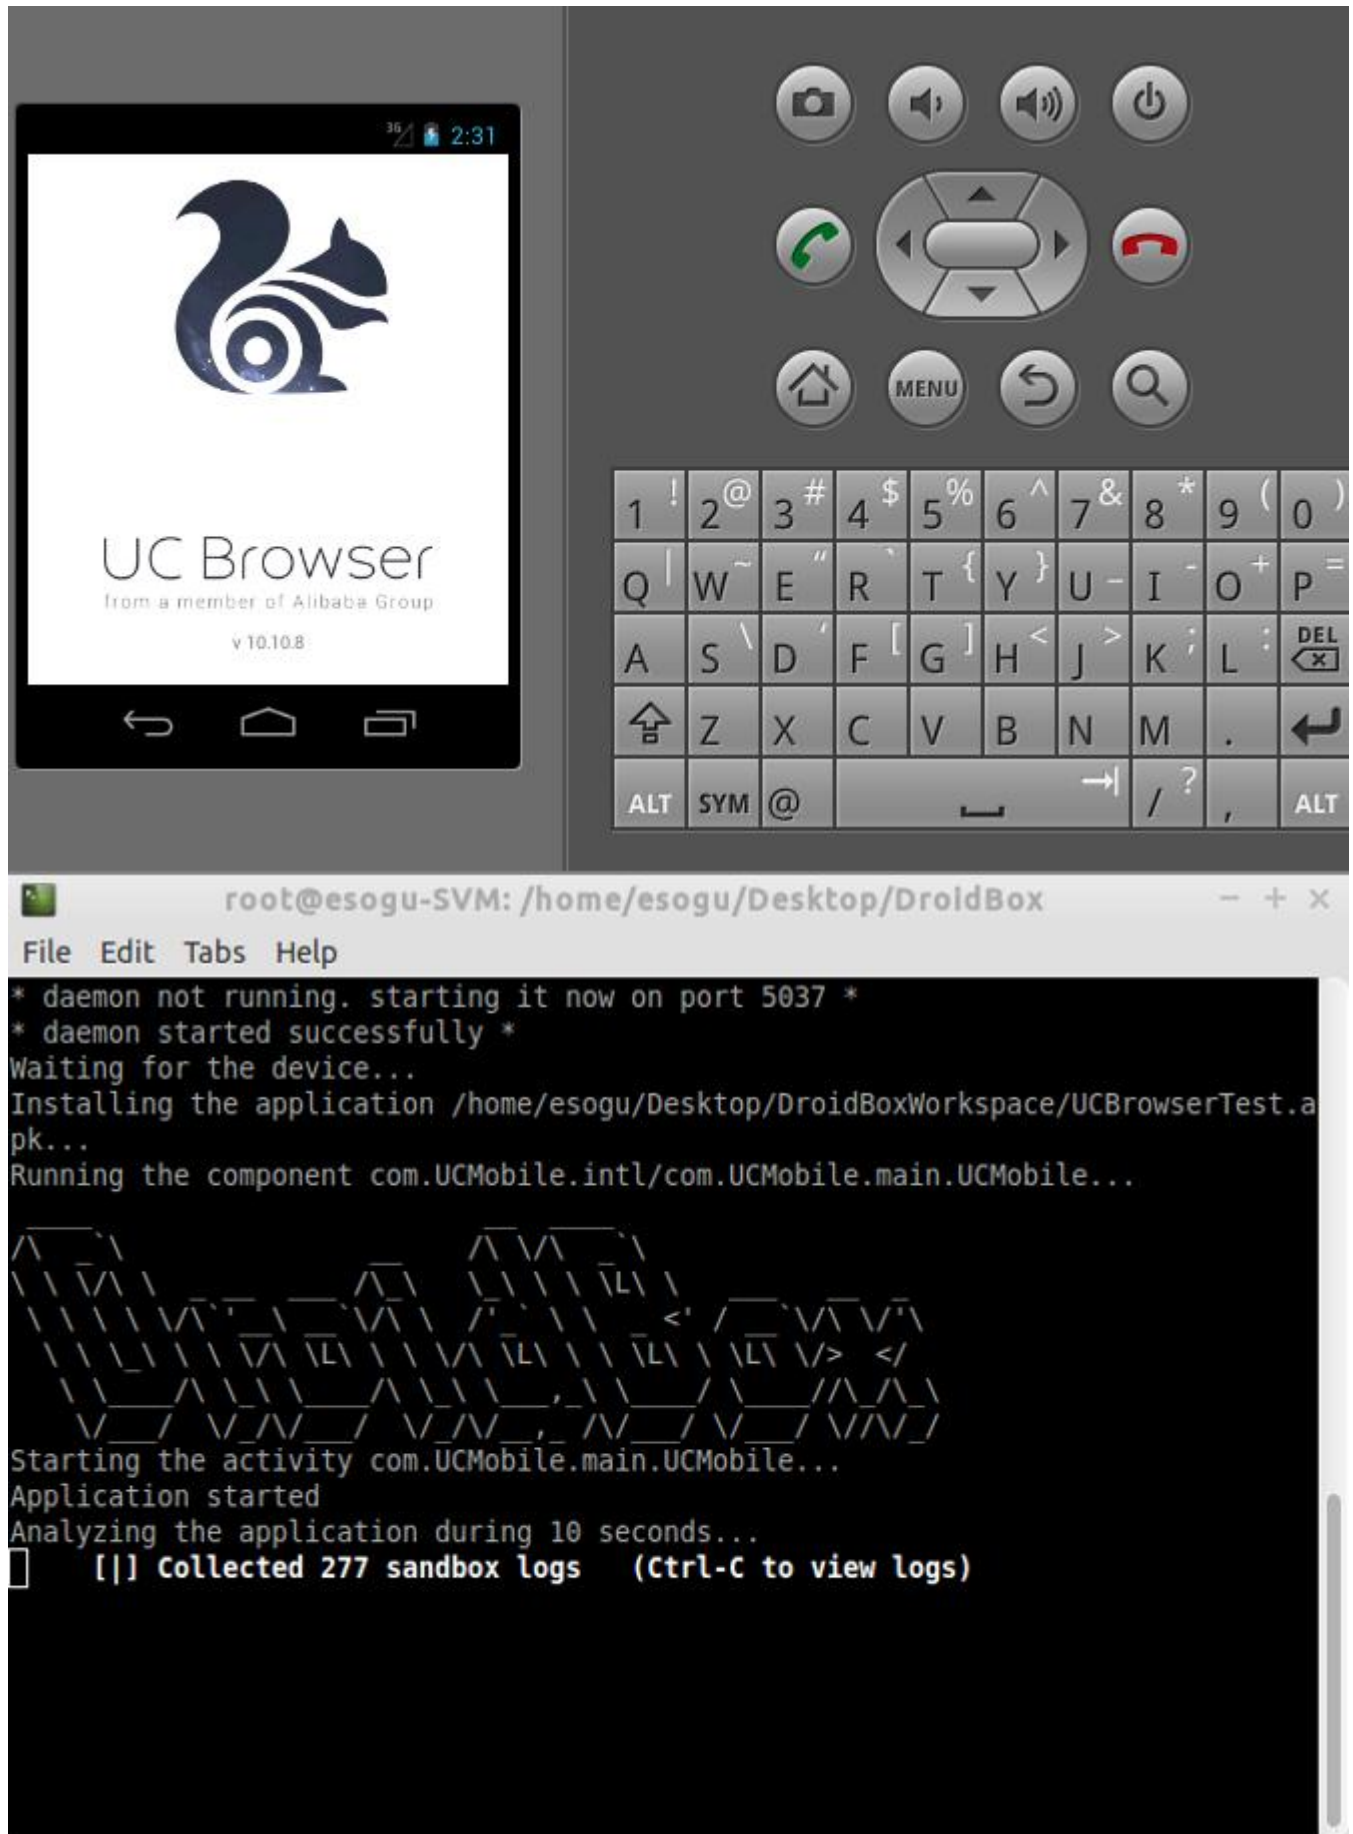 3G 2:31
UC Browser
from a member of Alibaba Group
v 10.10.8
MENU
1 ! 2 @ 3 # 4 $ 5 % 6 ^ 7 & 8 * 9 ( 0 )
Q | W ~ E “ R ` T { Y } U _ I - O + P =
A S \ D ‘ F [ G ] H < J > K ; L : DEL
Z X C V B N M .
ALT SYM @ / ? , ALT
root@esogu-SVM: /home/esogu/Desktop/DroidBox
File Edit Tabs Help
* daemon not running. starting it now on port 5037 *
* daemon started successfully *
Waiting for the device...
Installing the application /home/esogu/Desktop/DroidBoxWorkspace/UCBrowserTest.a
pk...
Running the component com.UCMobile.intl/com.UCMobile.main.UCMobile...
DroidBox
Starting the activity com.UCMobile.main.UCMobile...
Application started
Analyzing the application during 10 seconds...
[|] Collected 277 sandbox logs (Ctrl-C to view logs)